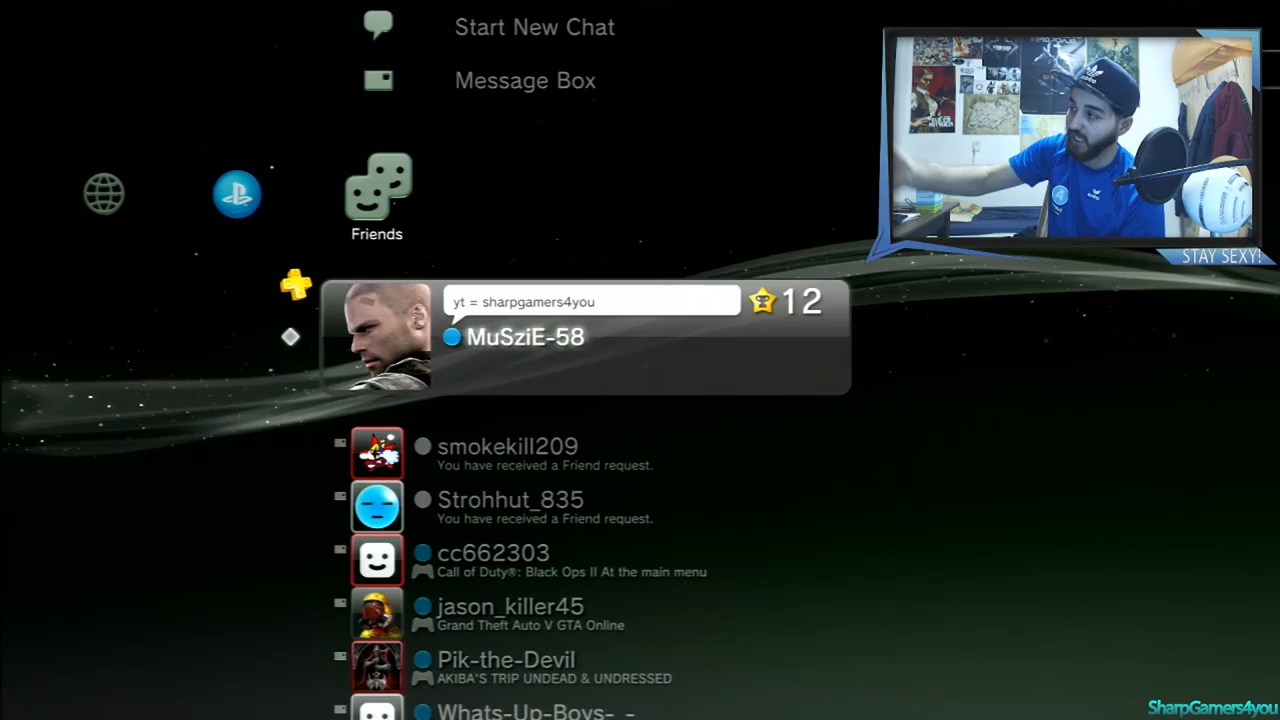 Start New Chat
Message Box
Friends
STAY SEXY!
yt = sharpgamers4you
12
MuSziE-58
smokekill209
You have received a Friend request.
Strohhut_835
You have received a Friend request.
cc662303
Call of Duty®: Black Ops II At the main menu
jason_killer45
Grand Theft Auto V GTA Online
Pik-the-Devil
AKIBA'S TRIP UNDEAD & UNDRESSED
Whats-Up-Boys-_-
SharpGamers4you